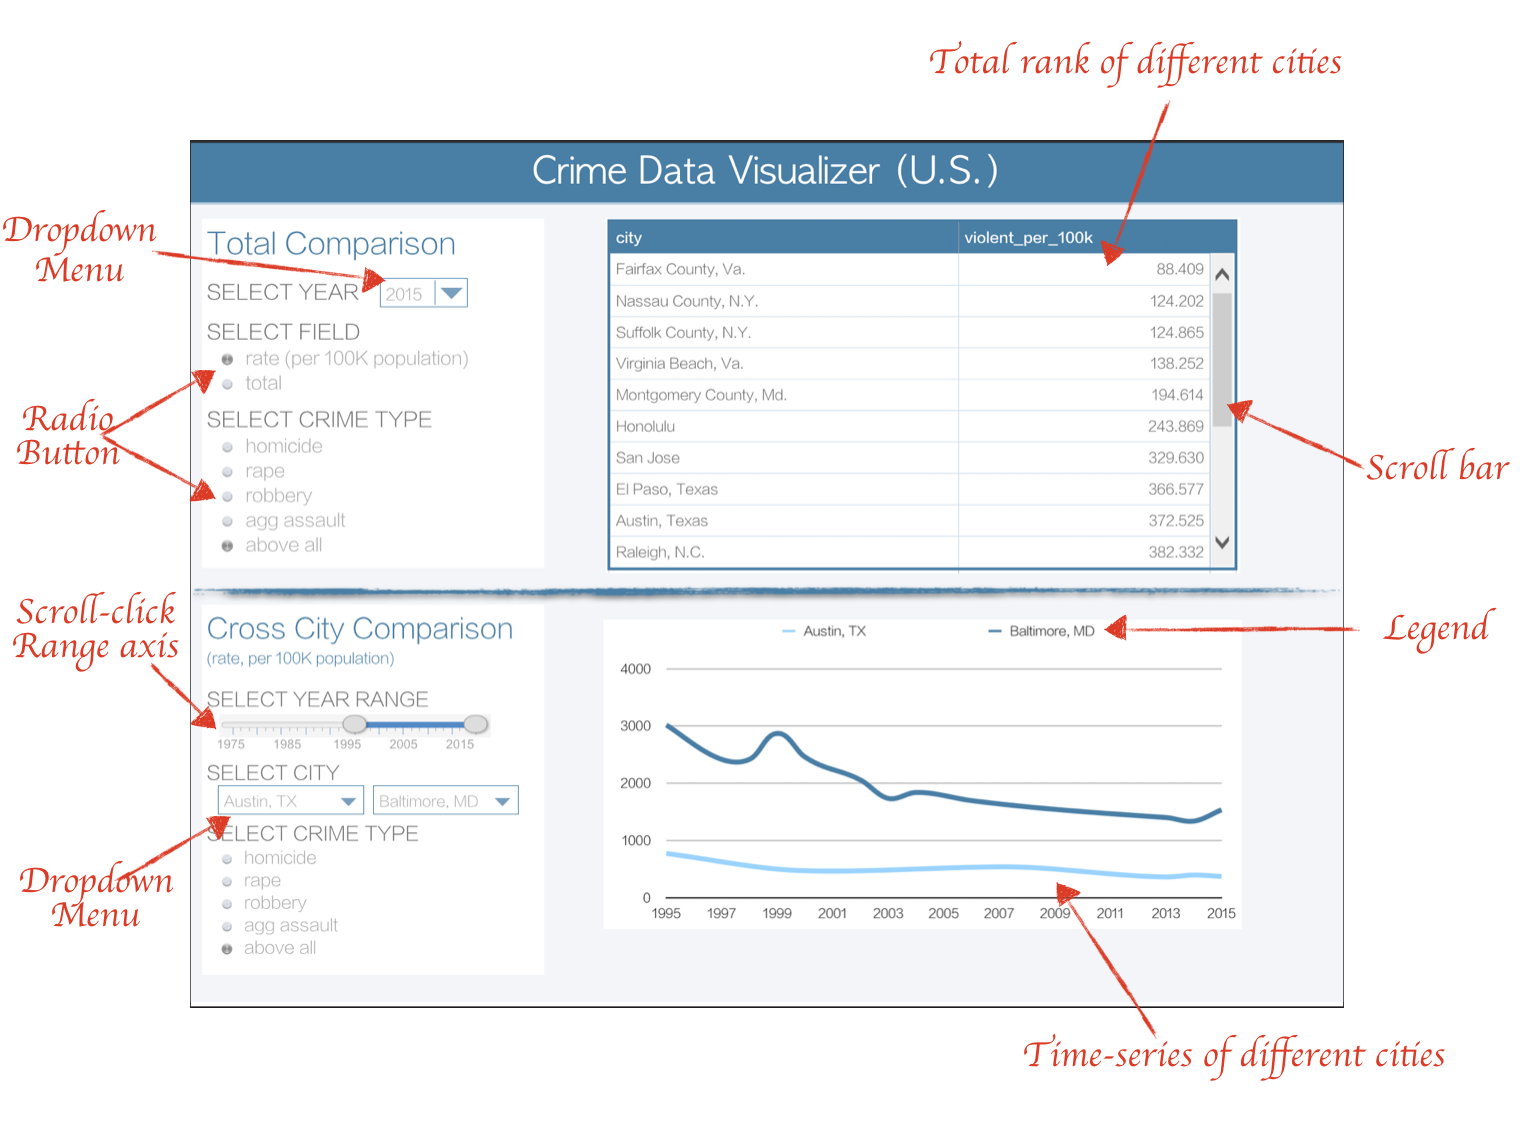 Total rank of different cities
Crime Data Visualizer (U.S.)
Dropdown
Menu
Total Comparison
SELECT YEAR 2015
SELECT FIELD
rate (per 100K population)
total
Radio
Button
SELECT CRIME TYPE
homicide
rape
robbery
agg assault
above all
city violent_per_100k
Fairfax County, Va. 88.409
Nassau County, N.Y. 124.202
Suffolk County, N.Y. 124.865
Virginia Beach, Va. 138.252
Montgomery County, Md. 194.614
Honolulu 243.869
San Jose 329.630
El Paso, Texas 366.577
Austin, Texas 372.525
Raleigh, N.C. 382.332
Scroll bar
Scroll-click
Range axis
Cross City Comparison
(rate, per 100K population)
SELECT YEAR RANGE
1975 1985 1995 2005 2015
SELECT CITY
Austin, TX Baltimore, MD
Dropdown
Menu
SELECT CRIME TYPE
homicide
rape
robbery
agg assault
above all
Austin, TX Baltimore, MD
Legend
4000
3000
2000
1000
0
1995 1997 1999 2001 2003 2005 2007 2009 2011 2013 2015
Time-series of different cities